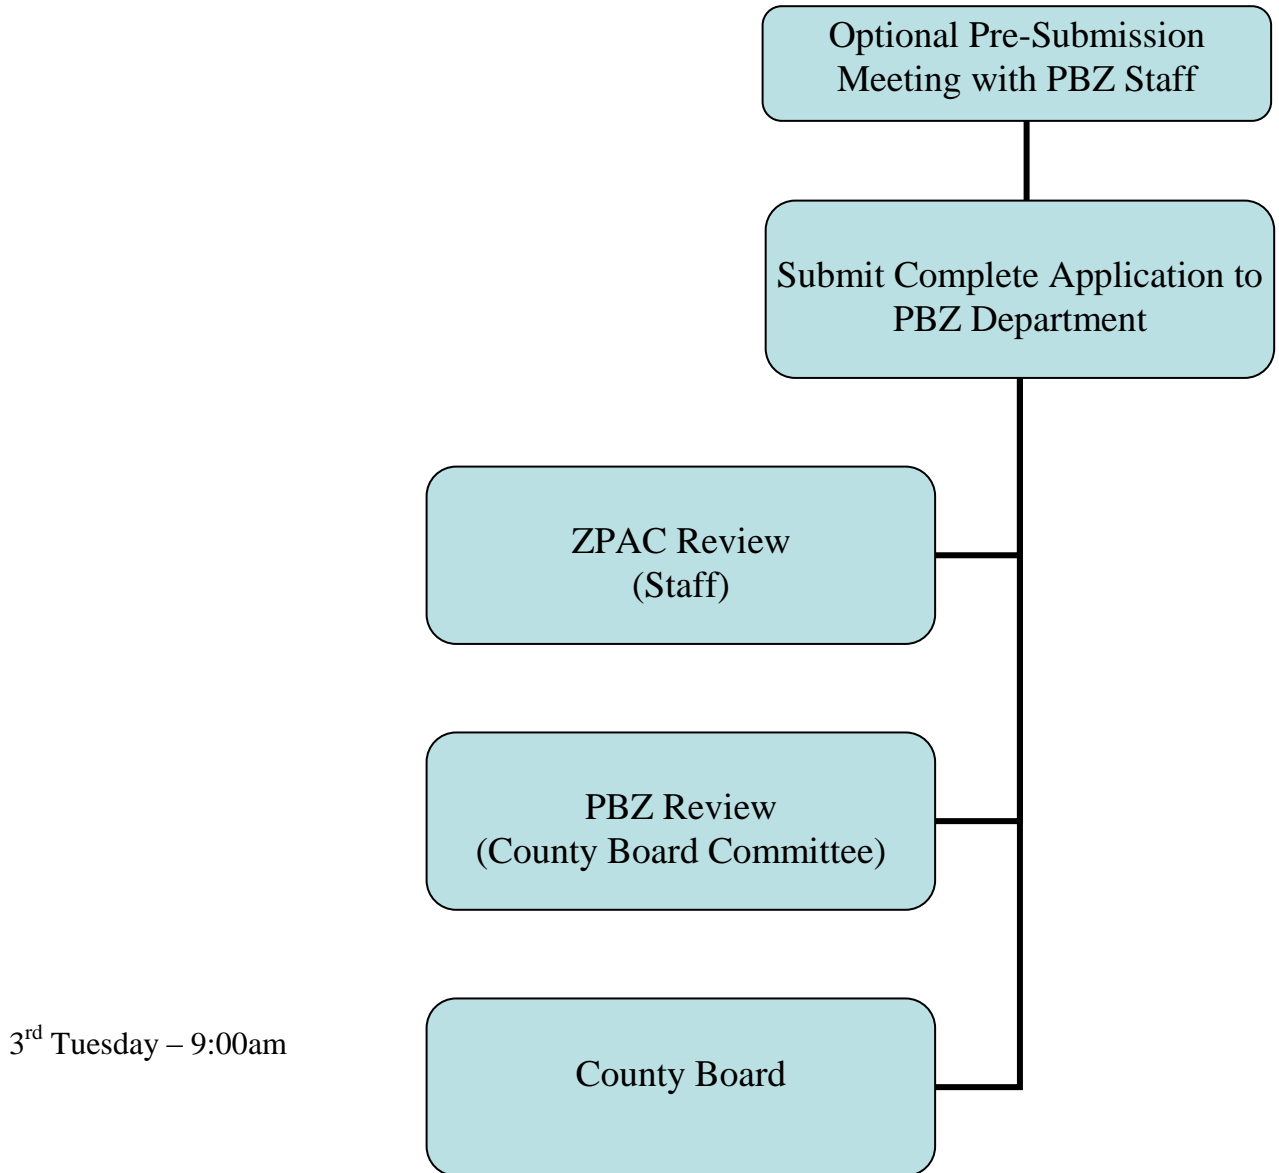 Optional Pre-Submission
Meeting with PBZ Staff
Submit Complete Application to
PBZ Department
ZPAC Review
(Staff)
PBZ Review
(County Board Committee)
3rd Tuesday – 9:00am
County Board